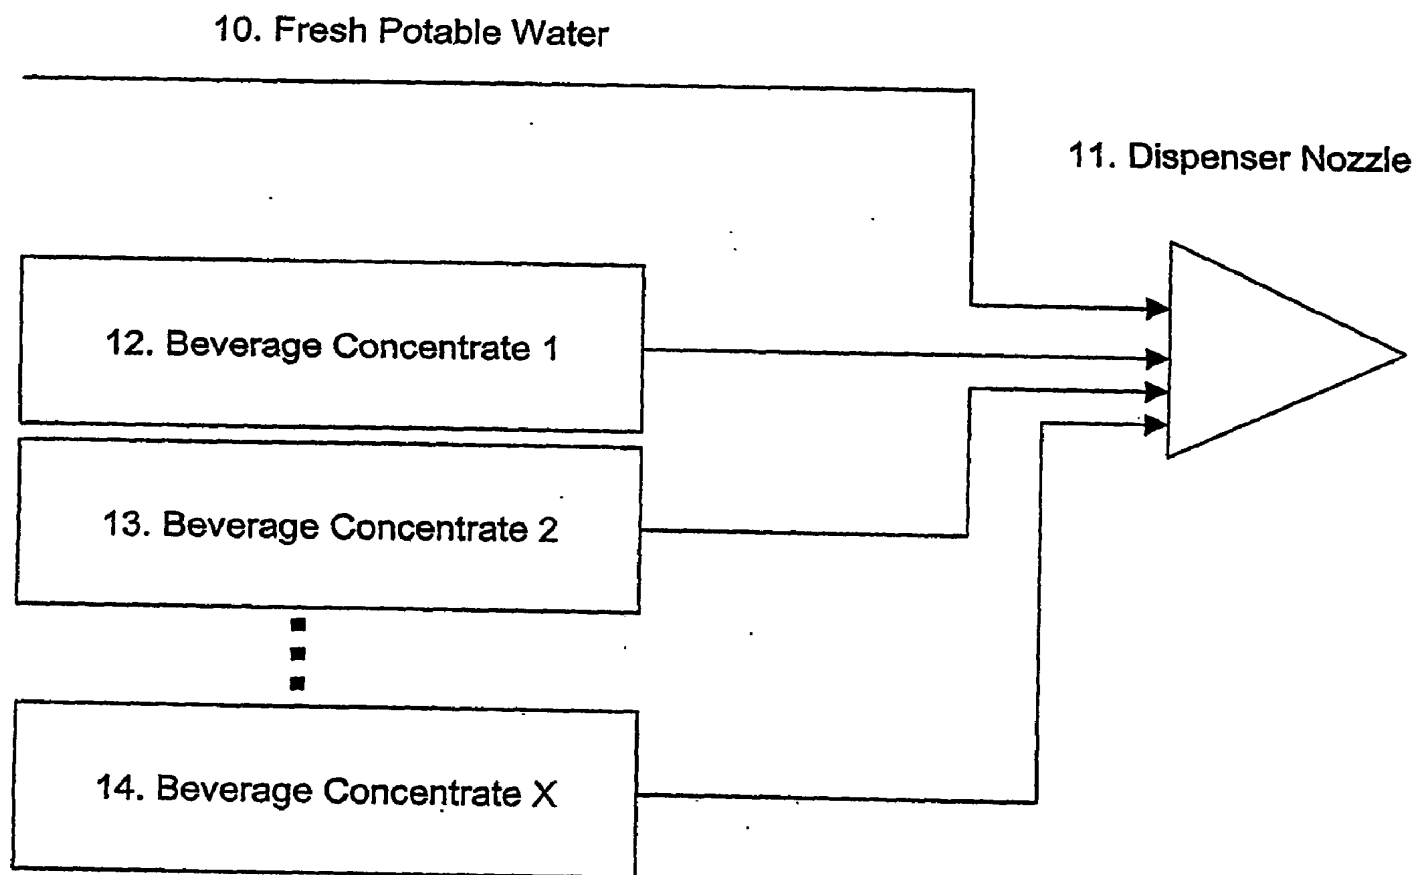 10. Fresh Potable Water
11. Dispenser Nozzle
12. Beverage Concentrate 1
13. Beverage Concentrate 2
14. Beverage Concentrate X